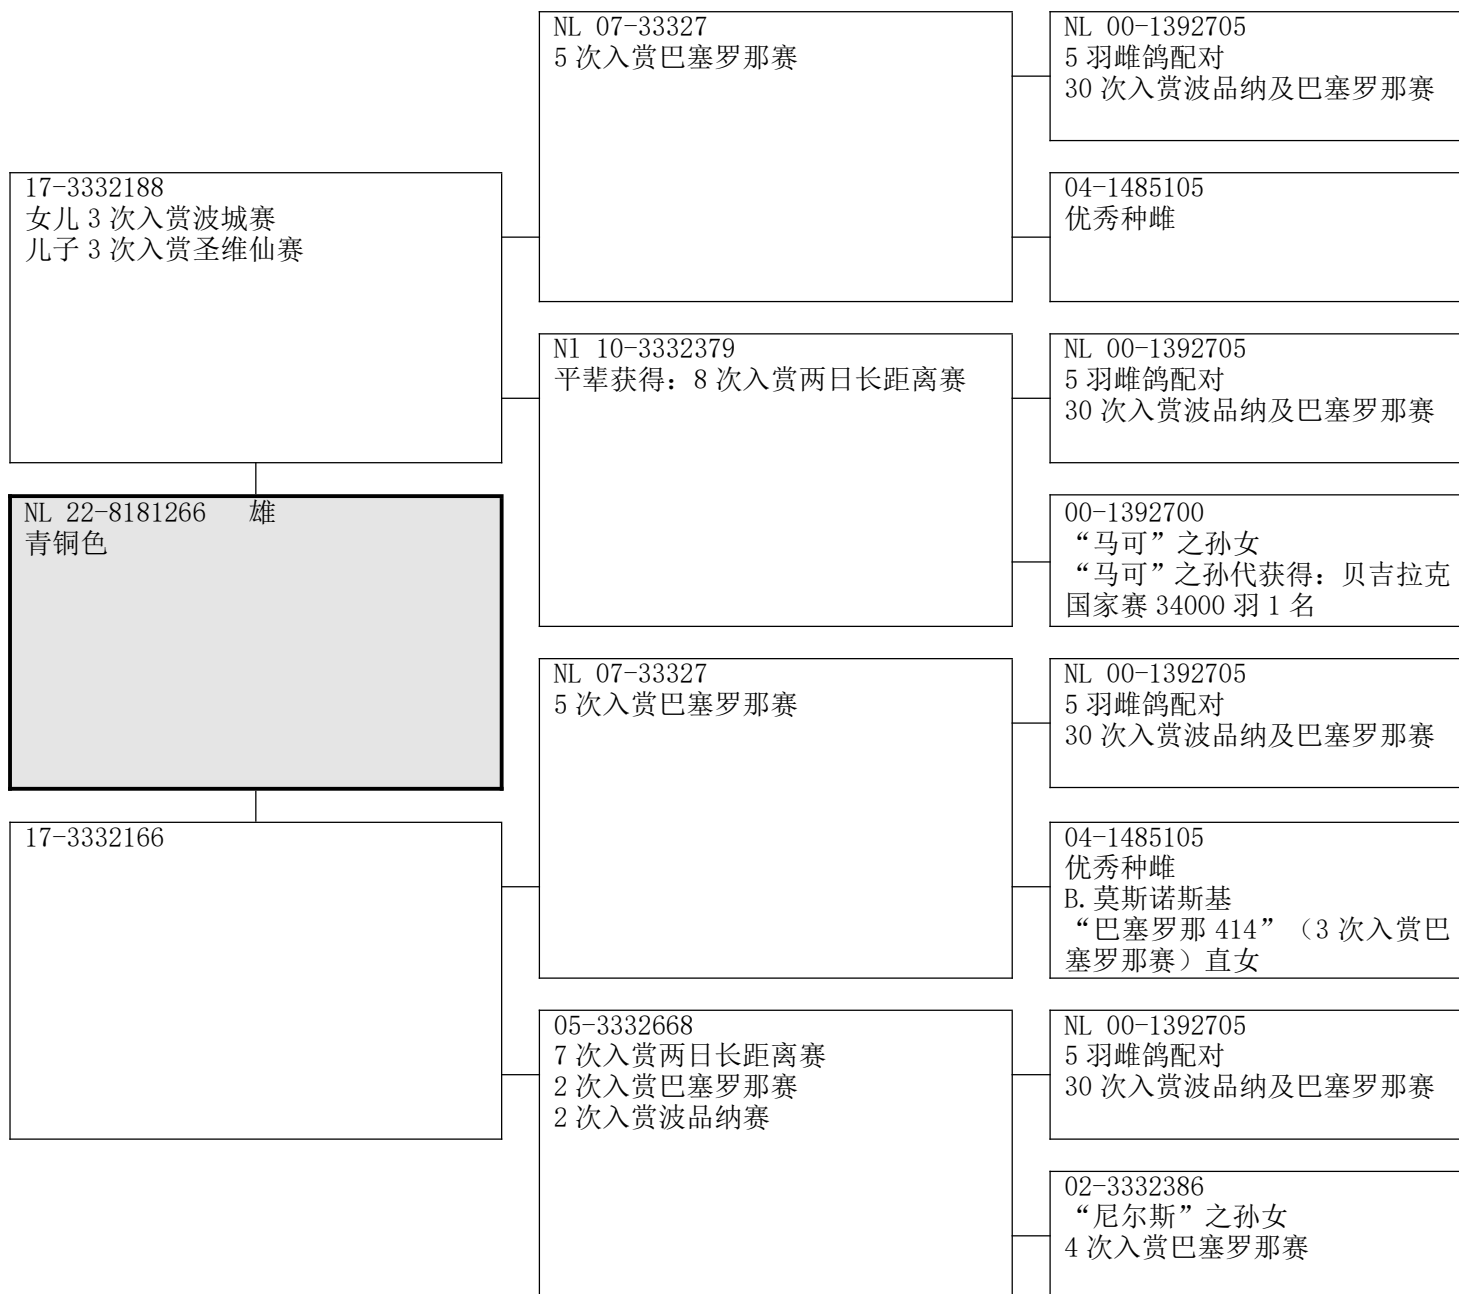 NL 07-33327
5 次入赏巴塞罗那赛
NL 00-1392705
5 羽雌鸽配对
30 次入赏波品纳及巴塞罗那赛
17-3332188
女儿 3 次入赏波城赛
儿子 3 次入赏圣维仙赛
04-1485105
优秀种雌
Nl 10-3332379
平辈获得：8 次入赏两日长距离赛
NL 00-1392705
5 羽雌鸽配对
30 次入赏波品纳及巴塞罗那赛
NL 22-8181266 雄
青铜色
00-1392700
“马可”之孙女
“马可”之孙代获得：贝吉拉克
国家赛 34000 羽 1 名
NL 07-33327
5 次入赏巴塞罗那赛
NL 00-1392705
5 羽雌鸽配对
30 次入赏波品纳及巴塞罗那赛
17-3332166
04-1485105
优秀种雌
B.莫斯诺斯基
“巴塞罗那 414”（3 次入赏巴
塞罗那赛）直女
05-3332668
7 次入赏两日长距离赛
2 次入赏巴塞罗那赛
2 次入赏波品纳赛
NL 00-1392705
5 羽雌鸽配对
30 次入赏波品纳及巴塞罗那赛
02-3332386
“尼尔斯”之孙女
4 次入赏巴塞罗那赛